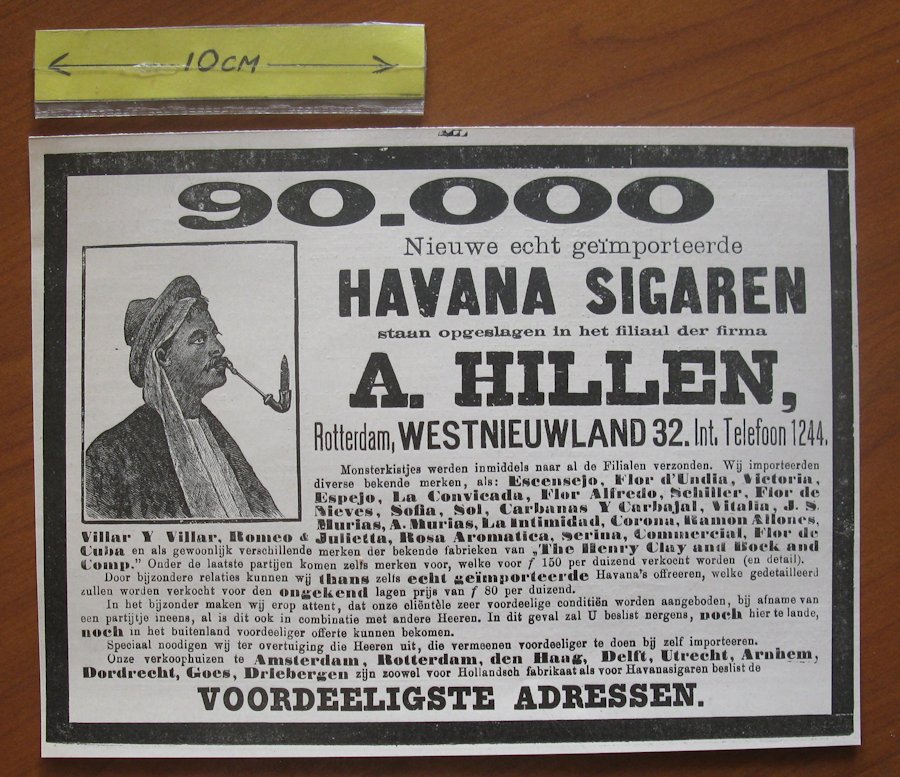 10CM
90.000
Nieuwe echt geïmporteerde
HAVANA SIGAREN
staan opgeslagen in het filiaal der firma
A. HILLEN,
Rotterdam, WESTNIEUWLAND 32. Int. Telefoon 1244.
Monsterkistjes werden inmiddels naar al de Filialen verzonden. Wij importeerden
diverse bekende merken, als: Escensejo, Flor d'Undia, Victoria,
Espejo, La Convicada, Flor Alfredo, Schiller, Flor de
Nieves, Sofia, Sol, Carbanas Y Carbajal, Vitalia, J. S.
Murias, A. Murias, La Intimidad, Corona, Ramon Allones,
Villar Y Villar, Romeo & Julietta, Rosa Aromatica, Serina, Commercial, Flor de
Cuba en als gewoonlijk verschillende merken der bekende fabrieken van „The Henry Clay and Bock and
Comp." Onder de laatste partijen komen zelfs merken voor, welke voor f 150 per duizend verkocht worden (en detail).
Door bijzondere relaties kunnen wij thans zelfs echt geïmporteerde Havana's offreeren, welke gedetailleerd
zullen worden verkocht voor den ongekend lagen prijs van f 80 per duizend.
In het bijzonder maken wij erop attent, dat onze eliëntèle zeer voordeelige conditiën worden aangeboden, bij afname van
een partijtje ineens, al is dit ook in combinatie met andere Heeren. In dit geval zal U beslist nergens, noch hier te lande,
noch in het buitenland voordeeliger offerte kunnen bekomen.
Speciaal noodigen wij ter overtuiging die Heeren uit, die vermeenen voordeeliger te doen bij zelf importeeren.
Onze verkoophuizen te Amsterdam, Rotterdam, den Haag, Delft, Utrecht, Arnhem,
Dordrecht, Goes, Driebergen zijn zoowel voor Hollandsch fabrikaat als voor Havanasigaren beslist de
VOORDEELIGSTE ADRESSEN.